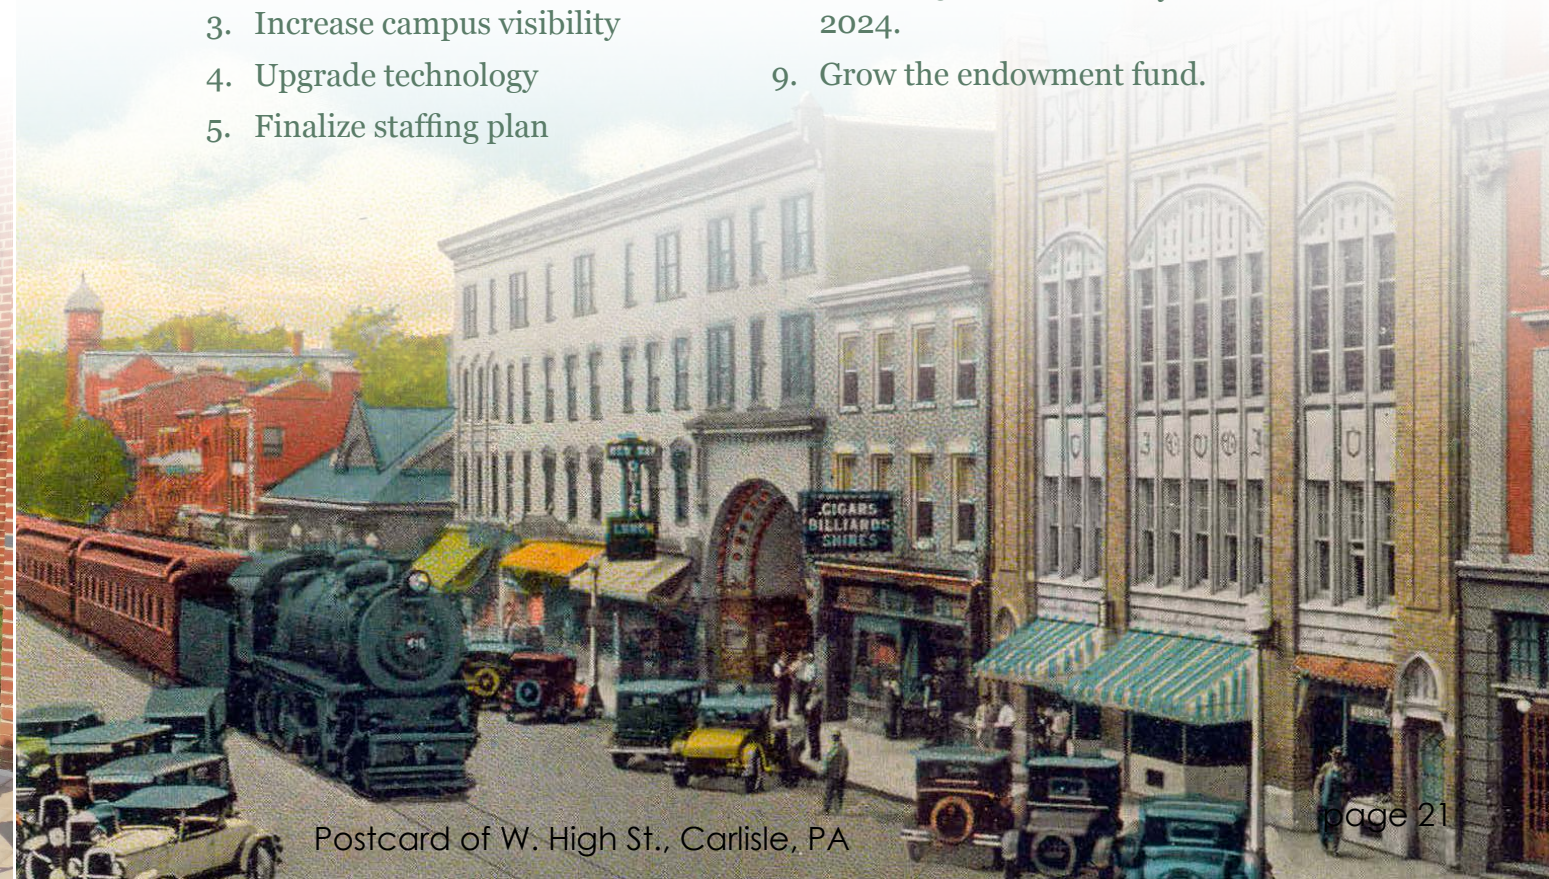 3. Increase campus visibility
4. Upgrade technology
5. Finalize staffing plan
2024.
9. Grow the endowment fund.
LUNCH
CIGARS
BILLIARDS
SHINES
Postcard of W. High St., Carlisle, PA
page 21